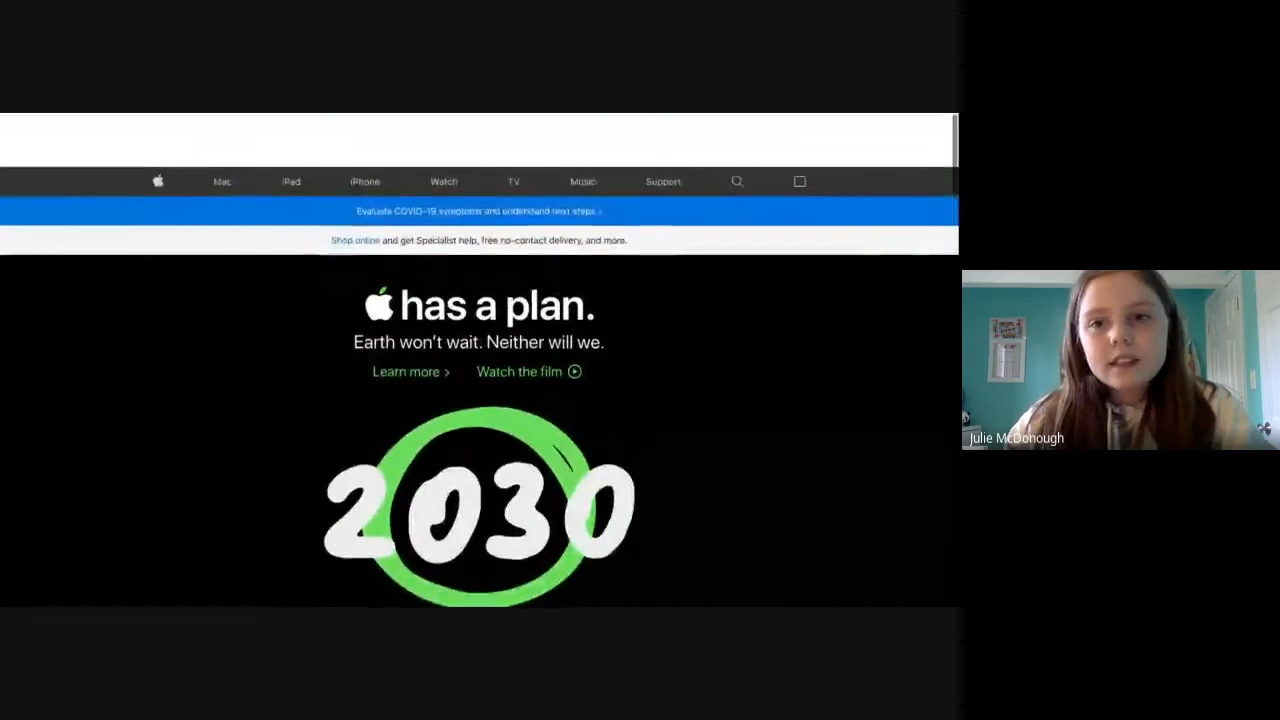 Mac iPad iPhone Watch TV Music Support
Evaluate COVID-19 symptoms and understand next steps. ›
Shop online and get Specialist help, free no-contact delivery, and more.
has a plan.
Earth won't wait. Neither will we.
Learn more › Watch the film
2030
Julie McDonough